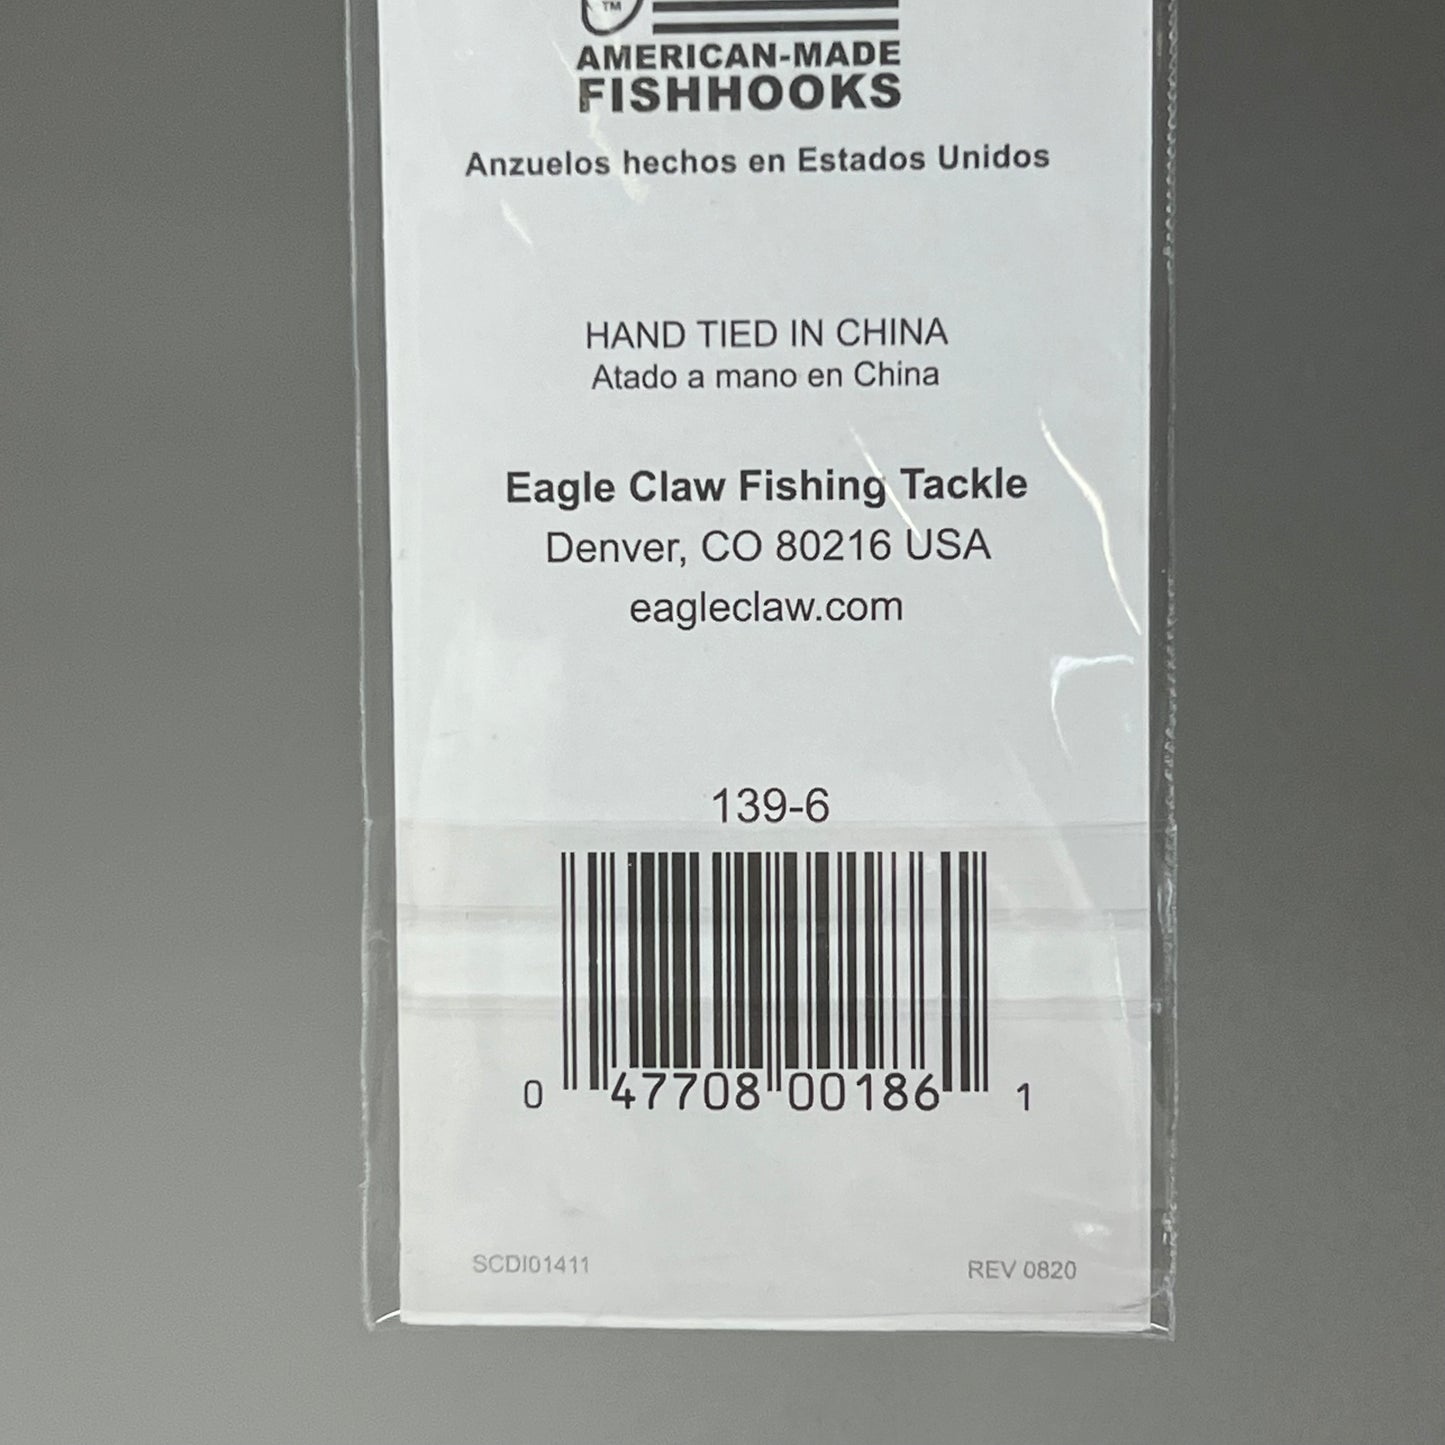 TM
AMERICAN-MADE
FISHHOOKS
Anzuelos hechos en Estados Unidos
HAND TIED IN CHINA
Atado a mano en China
Eagle Claw Fishing Tackle
Denver, CO 80216 USA
eagleclaw.com
139-6
0 47708 00186 1
SCDI01411 REV 0820